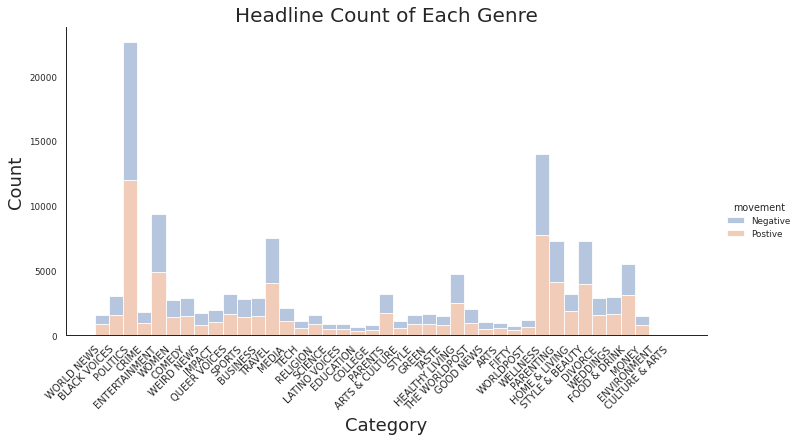 Headline Count of Each Genre
Count
20000
15000
10000
5000
0
movement
Negative
Postive
WORLD NEWS
BLACK VOICES
POLITICS
CRIME
ENTERTAINMENT
WOMEN
COMEDY
WEIRD NEWS
IMPACT
QUEER VOICES
SPORTS
BUSINESS
TRAVEL
MEDIA
TECH
RELIGION
SCIENCE
LATINO VOICES
EDUCATION
COLLEGE
PARENTS
ARTS & CULTURE
STYLE
GREEN
TASTE
HEALTHY LIVING
THE WORLDPOST
GOOD NEWS
ARTS
FIFTY
WORLDPOST
WELLNESS
PARENTING
HOME & LIVING
STYLE & BEAUTY
DIVORCE
WEDDINGS
FOOD & DRINK
MONEY
ENVIRONMENT
CULTURE & ARTS
Category